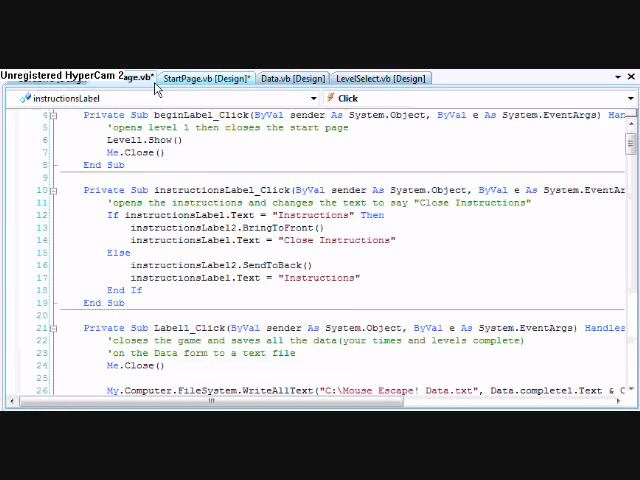 Unregistered HyperCam 2
age.vb* StartPage.vb [Design]* Data.vb [Design] LevelSelect.vb [Design]
instructionsLabel Click
4 Private Sub beginLabel_Click(ByVal sender As System.Object, ByVal e As System.EventArgs) Han
5 'opens level 1 then closes the start page
6 Level1.Show()
7 Me.Close()
8 End Sub
9
10 Private Sub instructionsLabel_Click(ByVal sender As System.Object, ByVal e As System.EventAr
11 'opens the instructions and changes the text to say "Close Instructions"
12 If instructionsLabel.Text = "Instructions" Then
13 instructionsLabel2.BringToFront()
14 instructionsLabel.Text = "Close Instructions"
15 Else
16 instructionsLabel2.SendToBack()
17 instructionsLabel.Text = "Instructions"
18 End If
19 End Sub
20
21 Private Sub Label1_Click(ByVal sender As System.Object, ByVal e As System.EventArgs) Handles
22 'closes the game and saves all the data(your times and levels complete)
23 'on the Data form to a text file
24 Me.Close()
25
26 My.Computer.FileSystem.WriteAllText("C:\Mouse Escape! Data.txt", Data.complete1.Text & C